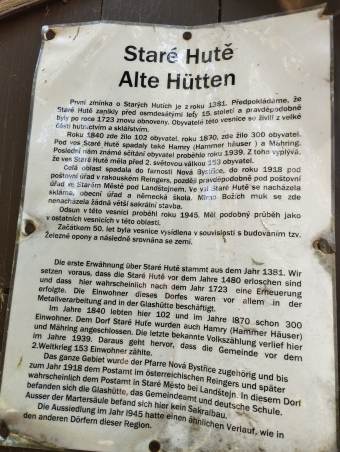 Staré Hutě
Alte Hütten
První zmínka o Starých Hutích je z roku 1381. Předpokládáme, že
Staré Hutě zanikly před osmdesátými lety 15. století a pravděpodobně
byly po roce 1723 znovu obnoveny. Obyvatelé této vesnice se živili z velké
části hutnictvím a sklářstvím.
Roku 1840 zde žilo 102 obyvatel, roku 1870, zde žilo 300 obyvatel.
Pod ves Staré Hutě spadaly také Hamry (Hammer häuser ) a Mähring.
Poslední nám známé sčítání obyvatel proběhlo roku 1939. Z toho vyplývá,
že ves Staré Hutě měla před 2. světovou válkou 153 obyvatel.
Celá oblast spadala do farnosti Nová Bystřice, do roku 1918 pod
poštovní úřad v rakouském Reingers, později pravděpodobně pod poštovní
úřad ve Starém Městě pod Landštejnem. Ve vsi Staré Hutě se nacházela
sklárna, obecní úřad a německá škola. Mimo Božích muk se zde
nenacházela žádná větší sakrální stavba.
Odsun v této vesnici proběhl roku 1945. Měl podobný průběh jako
v ostatních vesnicích v této oblasti.
Začátkem 50. let byla vesnice vysídlena v souvislosti s budováním tzv.
Železné opony a následně srovnána se zemí.
Die erste Erwähnung über Staré Hutě stammt aus dem Jahr 1381. Wir
setzen voraus, dass die Staré Hutě vor dem Jahre 1480 erloschen sind
und dass hier wahrscheinlich nach dem Jahr 1723 eine Erneuerung
erfolgte. Die Einwohner dieses Dorfes waren vor allem in der
Metallverarbeitung and in der Glashütte beschäftigt.
Im Jahre 1840 lebten hier 102 und im Jahre 1870 schon 300
Einwohner. Dem Dorf Staré Huťe wurden auch Hamry (Hammer Häuser)
und Mähring angeschlossen. Die letzte bekannte Volkszählung verlief hier
im Jahre 1939. Daraus geht hervor, dass die Gemeinde vor dem
2.Weltkrieg 153 Einwohner zählte.
Das ganze Gebiet wurde der Pfarre Nová Bystřice zugehörig und bis
zum Jahr 1918 dem Postamt im österreichischen Reingers und später
wahrscheinlich dem Postamt in Staré Město bei Landštejn. In diesem Dorf
befanden sich die Glashütte, das Gemeindeamt und deutsche Schule.
Ausser der Martersäule befand sich hier kein Sakralbau.
Die Aussiedlung im Jahr 1945 hatte einen ähnlichen Verlauf, wie in
den anderen Dörfern dieser Region.